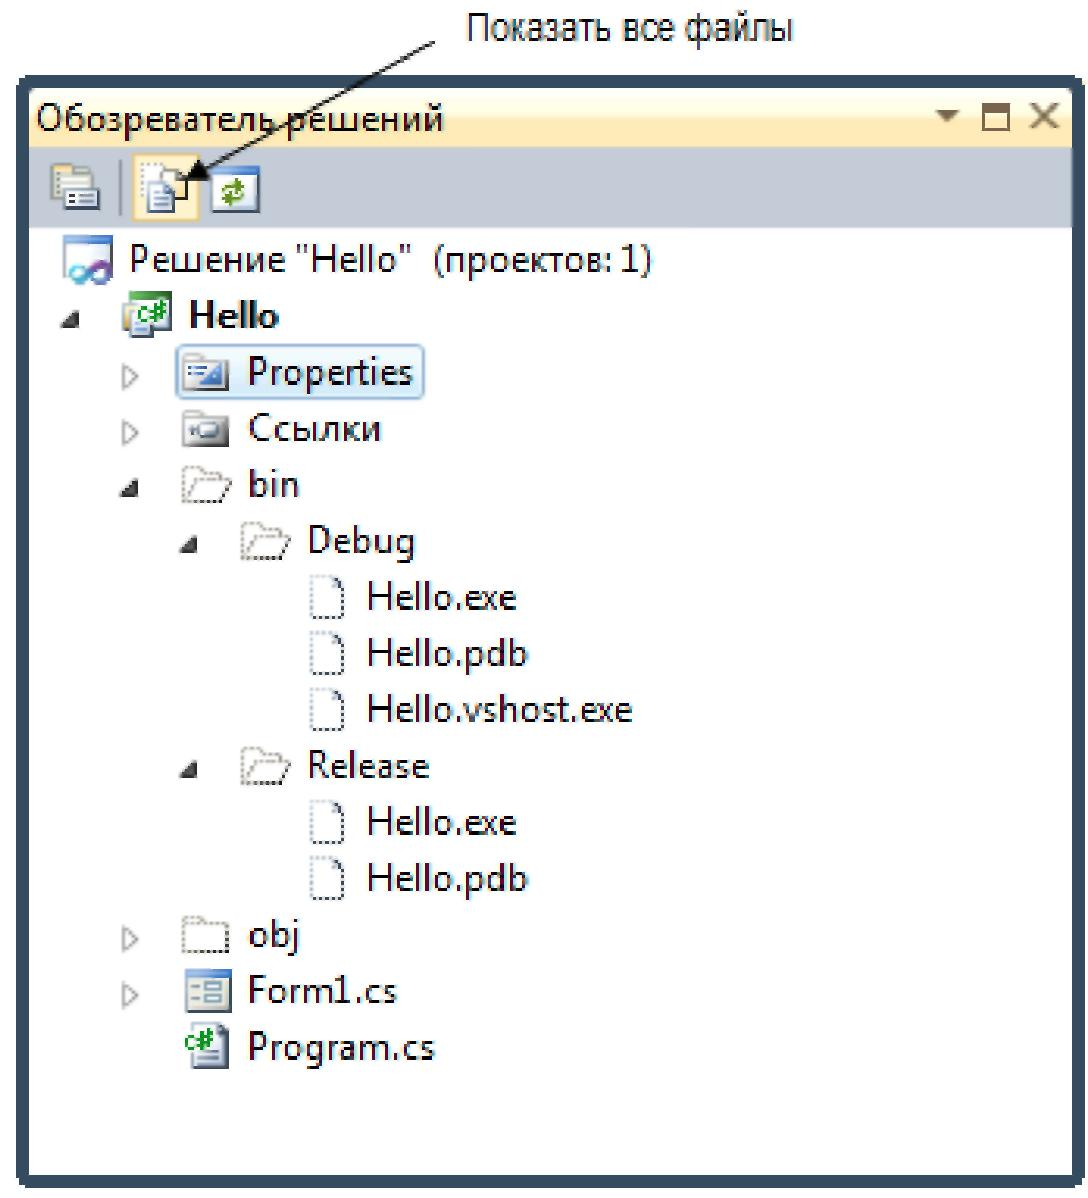 Показать все файлы
Обозреватель решений
Решение "Hello" (проектов: 1)
C# Hello
Properties
Ссылки
bin
Debug
Hello.exe
Hello.pdb
Hello.vshost.exe
Release
Hello.exe
Hello.pdb
obj
Form1.cs
C# Program.cs